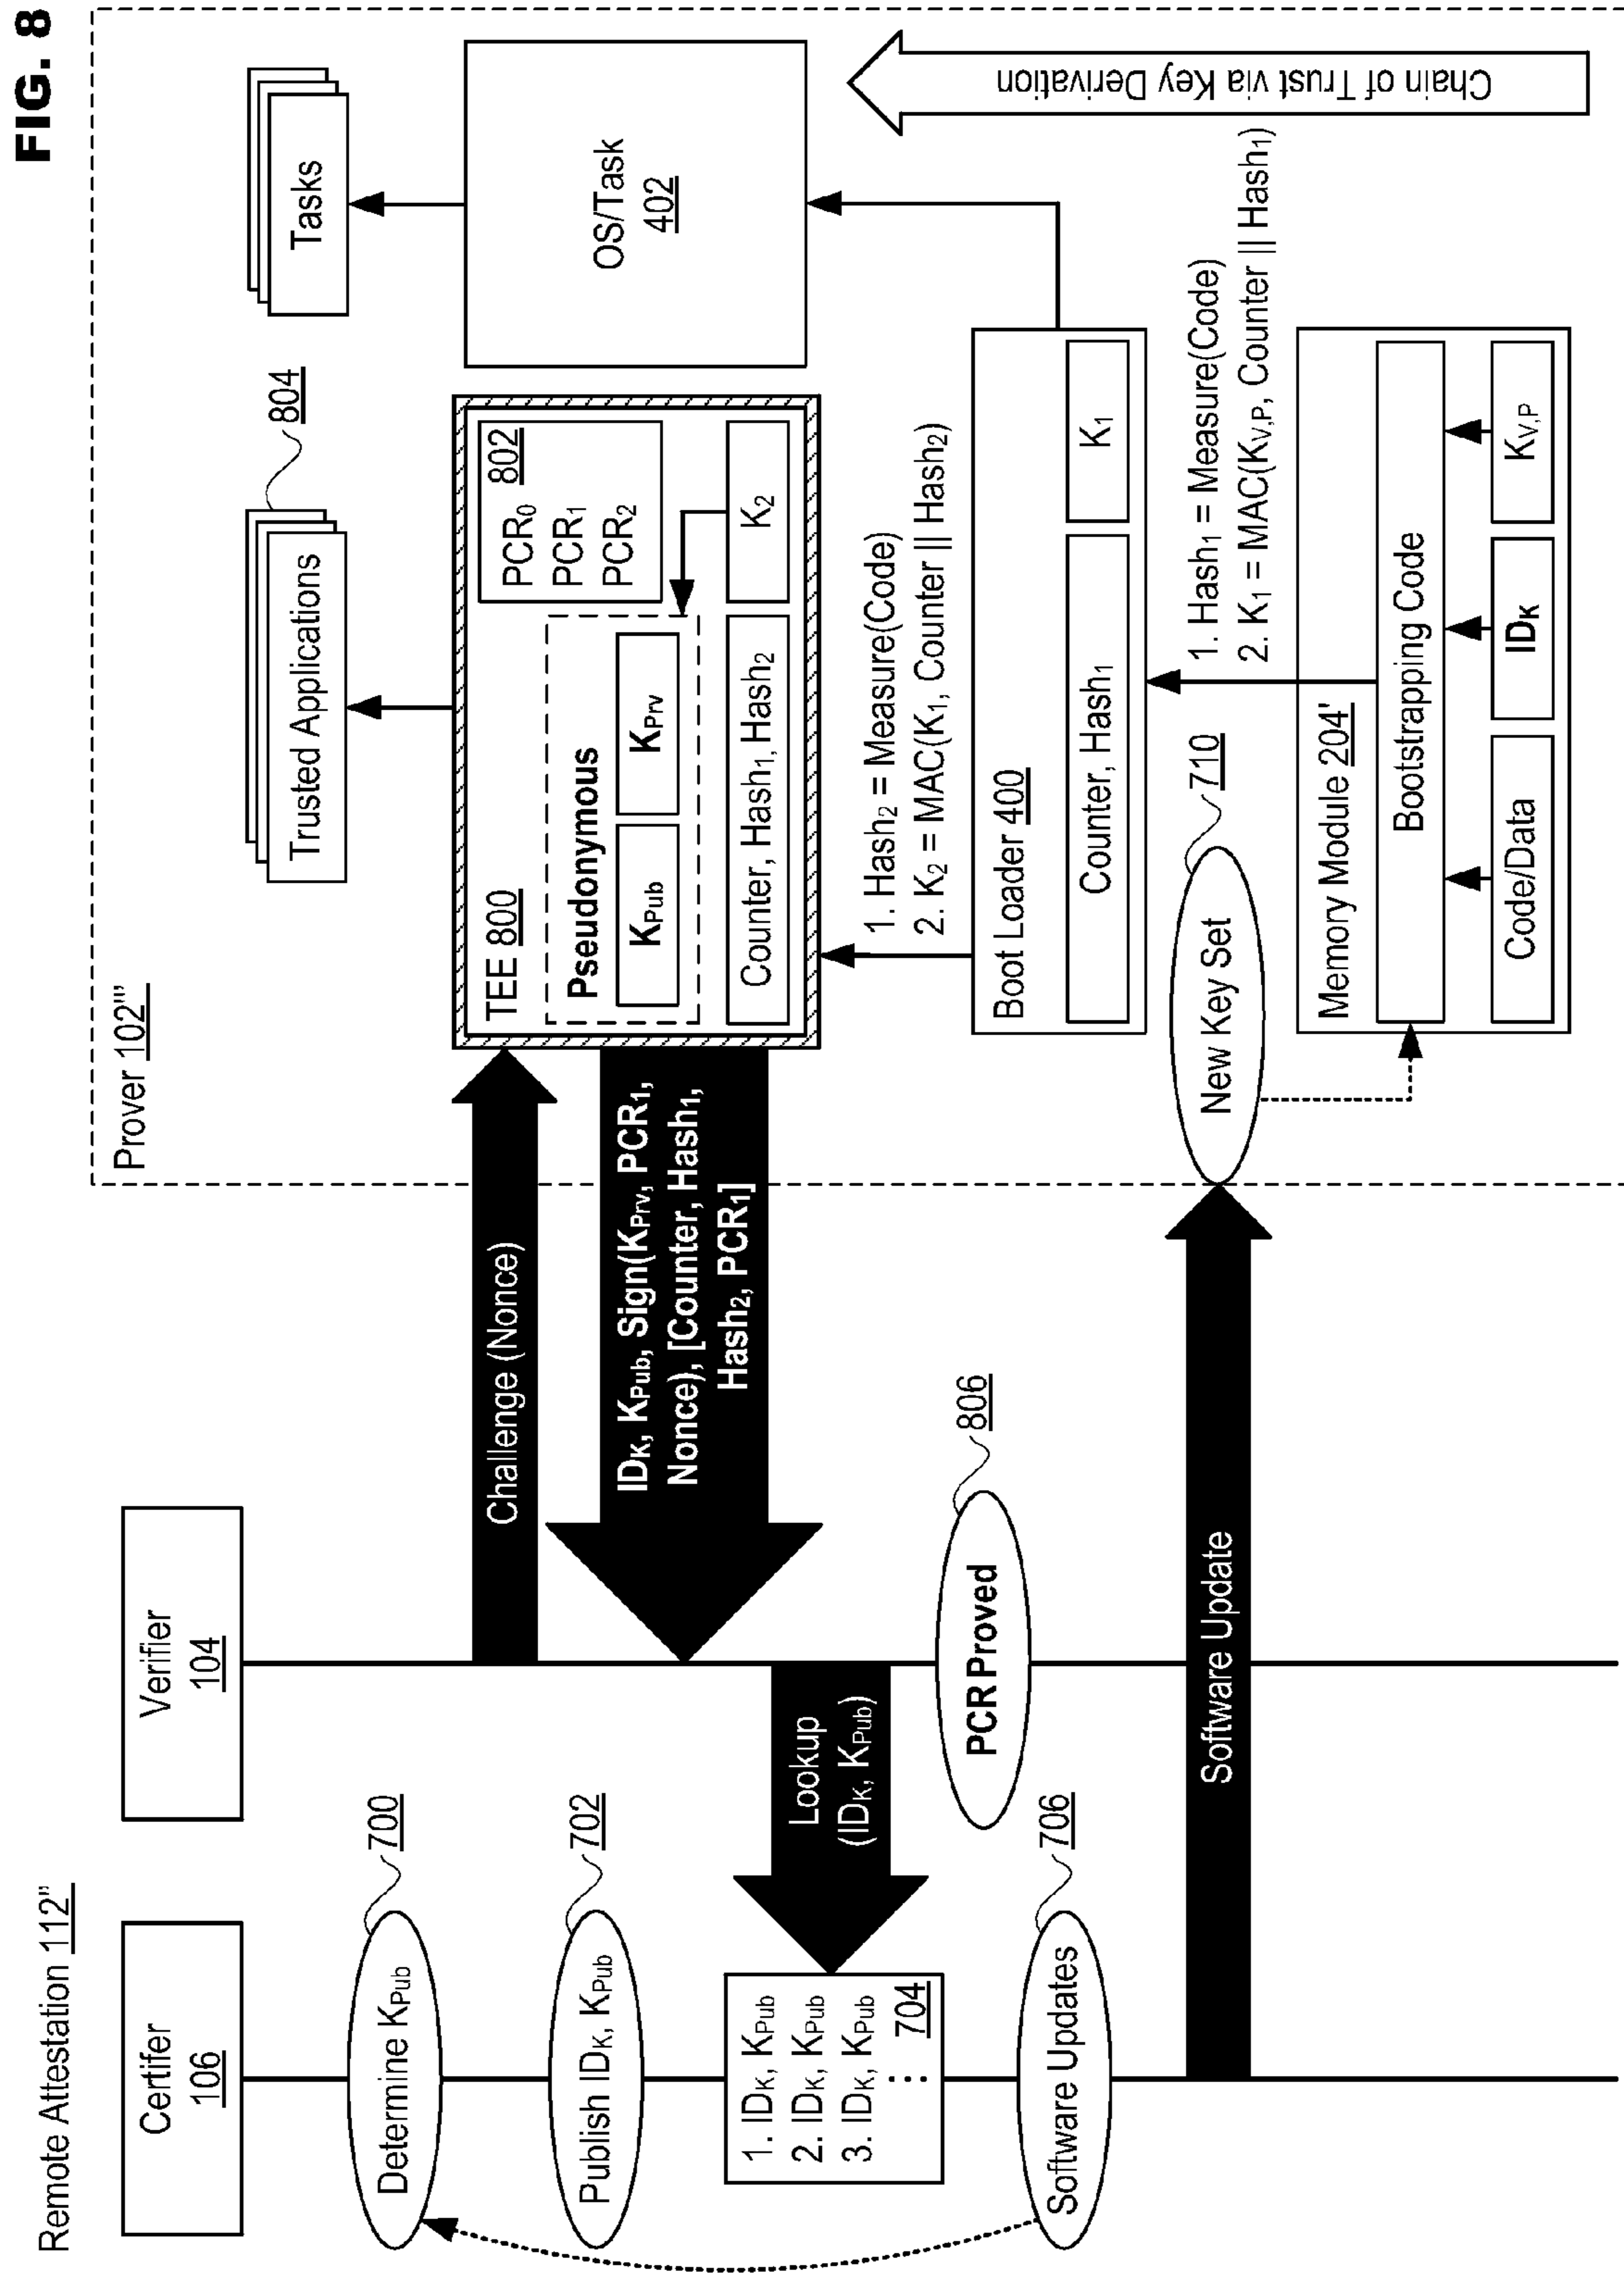 FIG. 8
Remote Attestation 112"
Certifer
106
Determine KPub
700
Publish IDK, KPub
702
1. IDK, KPub
2. IDK, KPub
3. IDK, KPub
⋮ 704
Software Updates
706
Verifier
104
Challenge (Nonce)
IDK, KPub, Sign(KPrv, PCR1,
Nonce), [Counter, Hash1,
Hash2, PCR1]
Lookup
(IDK, KPub)
PCR Proved
806
Software Update
Prover 102'''
Trusted Applications
804
Tasks
TEE 800
Pseudonymous
KPub
KPrv
802
PCR0
PCR1
PCR2
Counter, Hash1, Hash2
K2
OS/Task
402
1. Hash2 = Measure(Code)
2. K2 = MAC(K1, Counter || Hash2)
Boot Loader 400
Counter, Hash1
K1
New Key Set
710
1. Hash1 = Measure(Code)
2. K1 = MAC(KV,P, Counter || Hash1)
Memory Module 204'
Bootstrapping Code
Code/Data
IDK
KV,P
Chain of Trust via Key Derivation